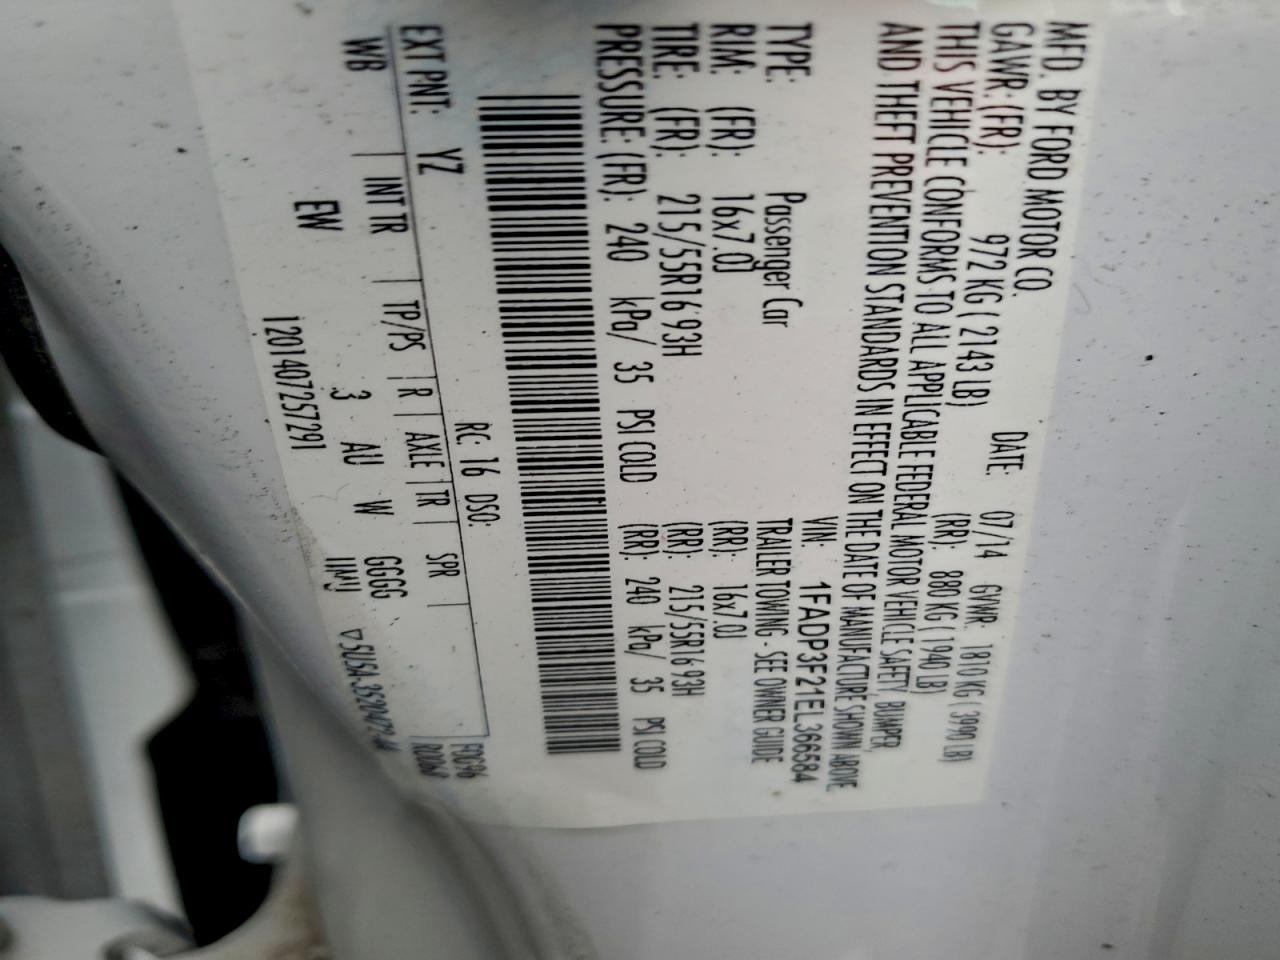 MFD. BY FORD MOTOR CO. DATE: 07/14 GVWR: 1810 KG ( 3990 LB)
GAWR: (FR): 972 KG ( 2143 LB) (RR): 880 KG ( 1940 LB)
THIS VEHICLE CONFORMS TO ALL APPLICABLE FEDERAL MOTOR VEHICLE SAFETY, BUMPER,
AND THEFT PREVENTION STANDARDS IN EFFECT ON THE DATE OF MANUFACTURE SHOWN ABOVE
VIN: 1FADP3F21EL366584
TYPE: Passenger Car TRAILER TOWING - SEE OWNER GUIDE
RIM: (FR): 16x7.0J (RR): 16x7.0J
TIRE: (FR): 215/55R16 93H (RR): 215/55R16 93H
PRESSURE: (FR): 240 kPa/ 35 PSI COLD (RR): 240 kPa/ 35 PSI COLD
RC: 16 DSO: F0G96
EXT PNT: YZ
WB INT TR TP/PS R AXLE TR SPR
EW 3 AU W GGGG
1201407257291